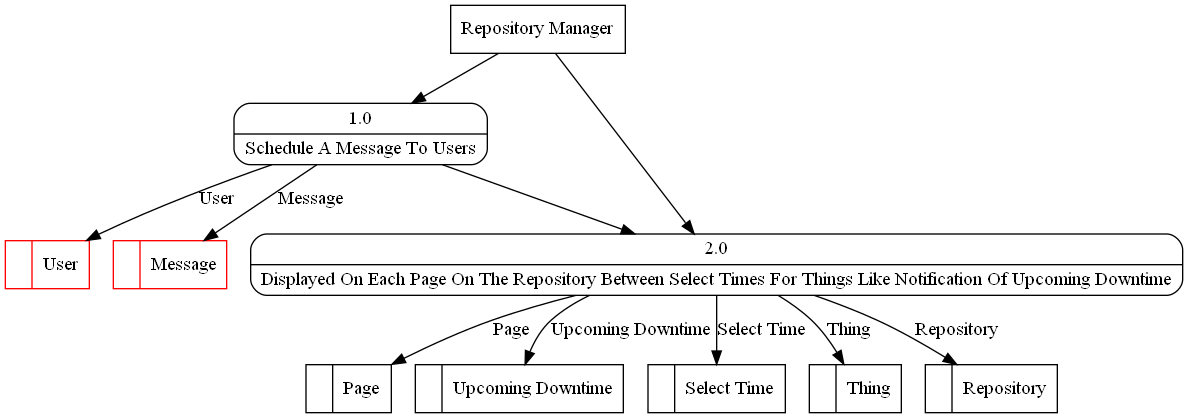 Repository Manager
1.0
Schedule A Message To Users
User
Message
User
Message
2.0
Displayed On Each Page On The Repository Between Select Times For Things Like Notification Of Upcoming Downtime
Page
Upcoming Downtime
Select Time
Thing
Repository
Page
Upcoming Downtime
Select Time
Thing
Repository